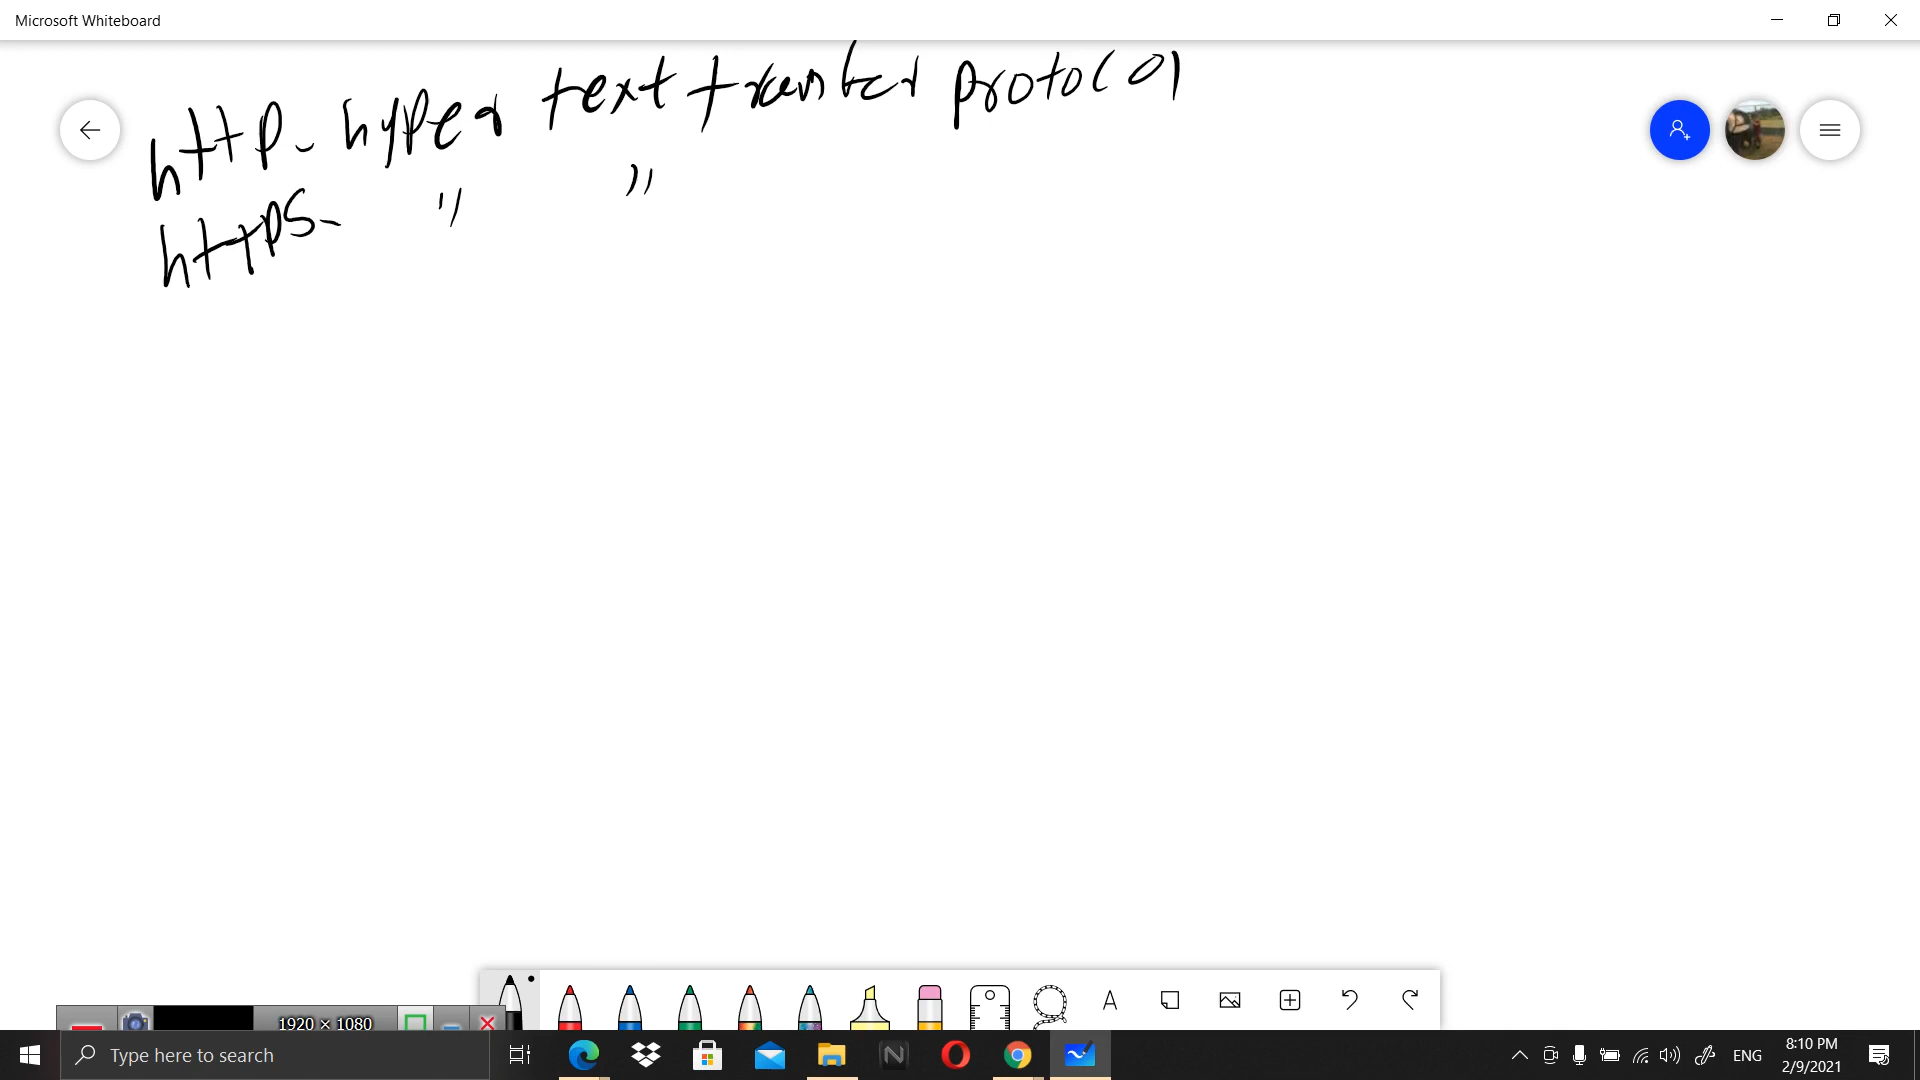 Microsoft Whiteboard
http- hyper text transfer protocol
https- " "
1920 × 1080
Type here to search
ENG
8:10 PM
2/9/2021